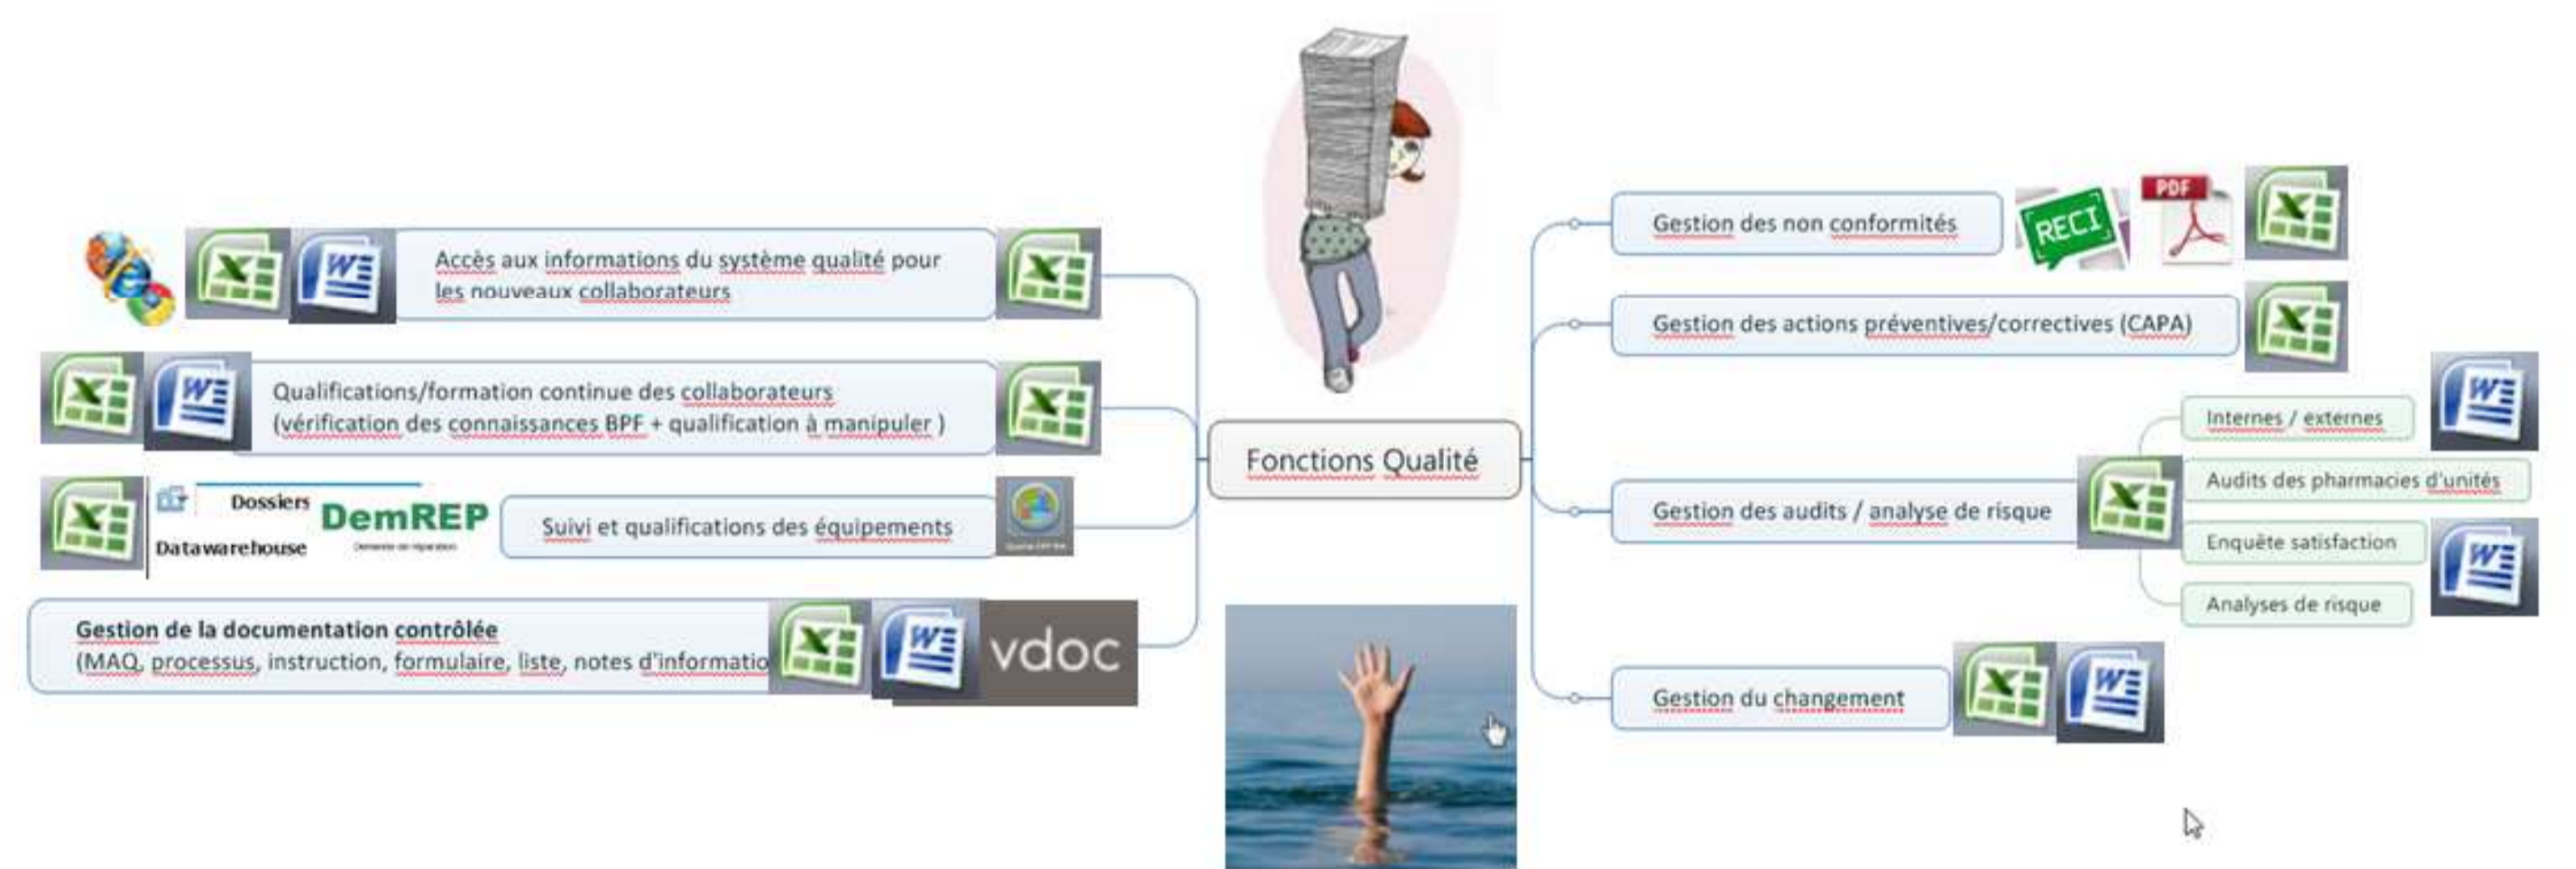 Accès aux informations du système qualité pour
les nouveaux collaborateurs
Qualifications/formation continue des collaborateurs
(vérification des connaissances BPF + qualification à manipuler )
Dossiers
Datawarehouse
DemREP
Demande de réparation
Suivi et qualifications des équipements
Gestion de la documentation contrôlée
(MAQ, processus, instruction, formulaire, liste, notes d'informatio
vdoc
Fonctions Qualité
Gestion des non conformités
RECI
PDF
Gestion des actions préventives/correctives (CAPA)
Gestion des audits / analyse de risque
Internes / externes
Audits des pharmacies d'unités
Enquête satisfaction
Analyses de risque
Gestion du changement